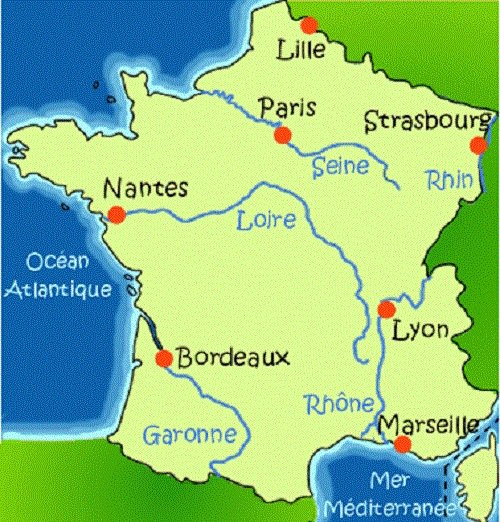 Lille
Paris
Strasbourg
Seine
Rhin
Nantes
Loire
Océan
Atlantique
Lyon
Bordeaux
Rhône
Marseille
Garonne
Mer
Méditerranée